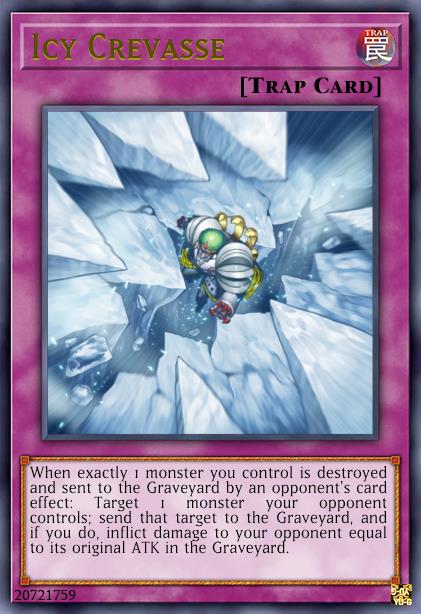 Icy Crevasse
TRAP
罠
[Trap Card]
When exactly 1 monster you control is destroyed
and sent to the Graveyard by an opponent's card
effect: Target 1 monster your opponent
controls; send that target to the Graveyard, and
if you do, inflict damage to your opponent equal
to its original ATK in the Graveyard.
20721759